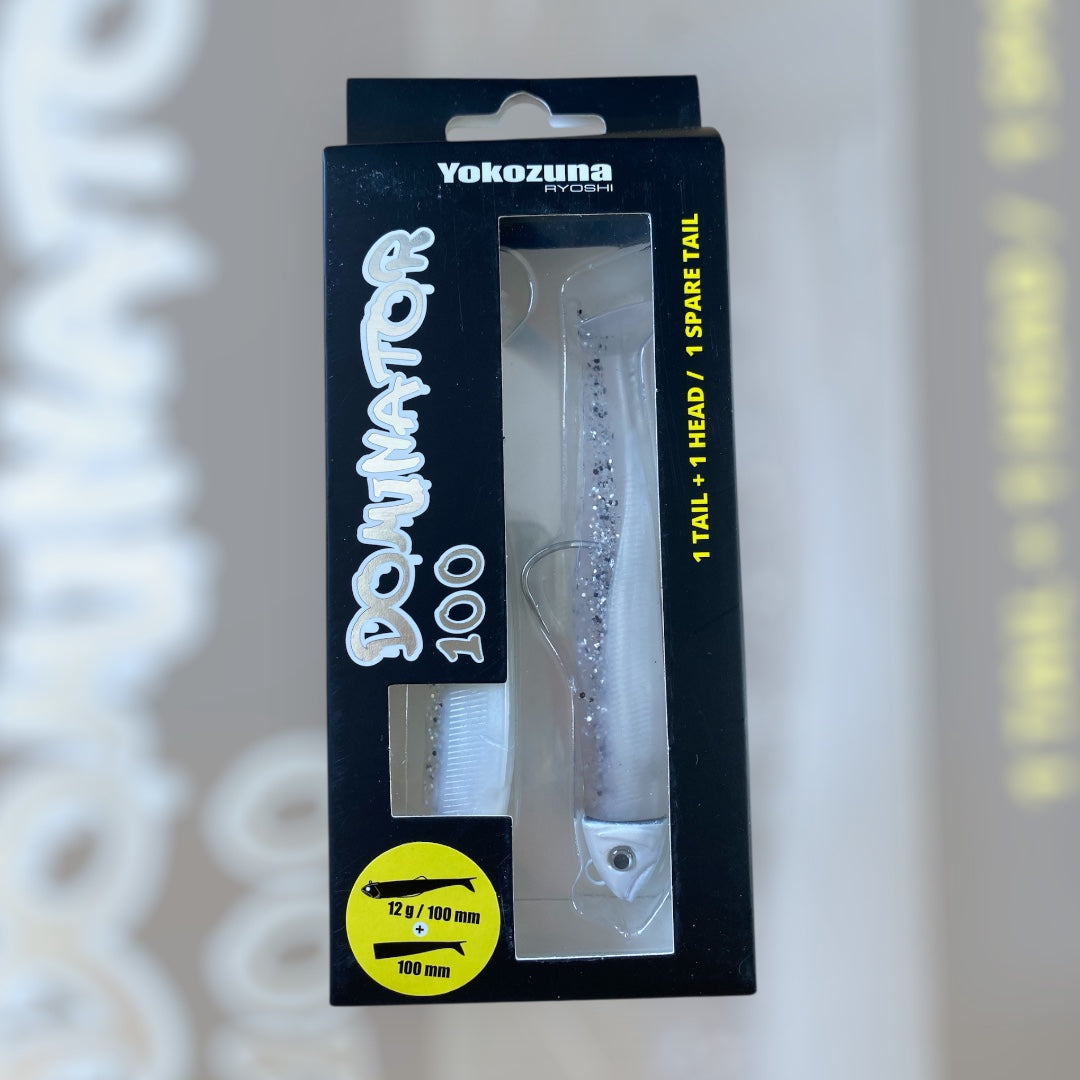 Yokozuna
RYOSHI
DOMINATOR
100
1 TAIL + 1 HEAD / 1 SPARE TAIL
12 g / 100 mm
+
100 mm